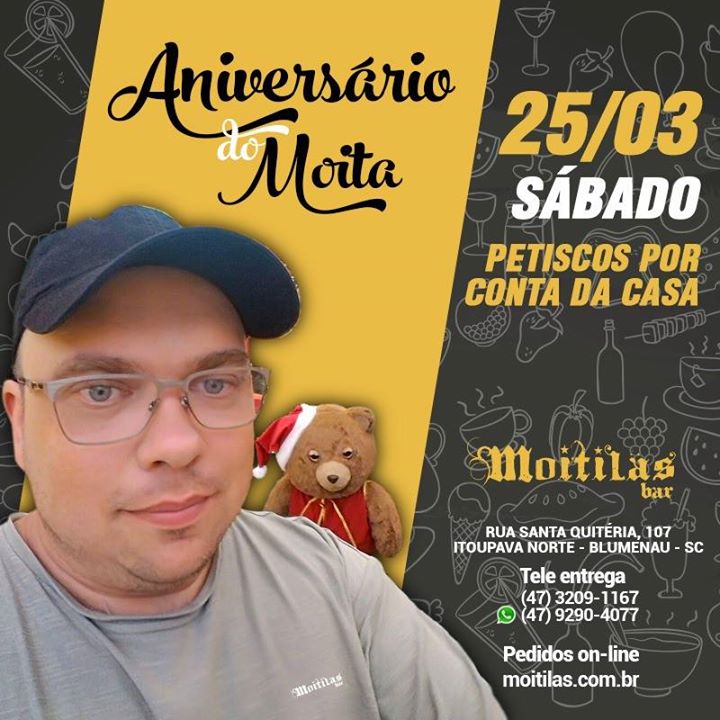 Aniversário
do
Moita
25/03
SÁBADO
PETISCOS POR
CONTA DA CASA
Moitilas
bar
RUA SANTA QUITÉRIA, 107
ITOUPAVA NORTE - BLUMENAU - SC
Tele entrega
(47) 3209-1167
(47) 9290-4077
Pedidos on-line
moitilas.com.br
Moitilas
bar